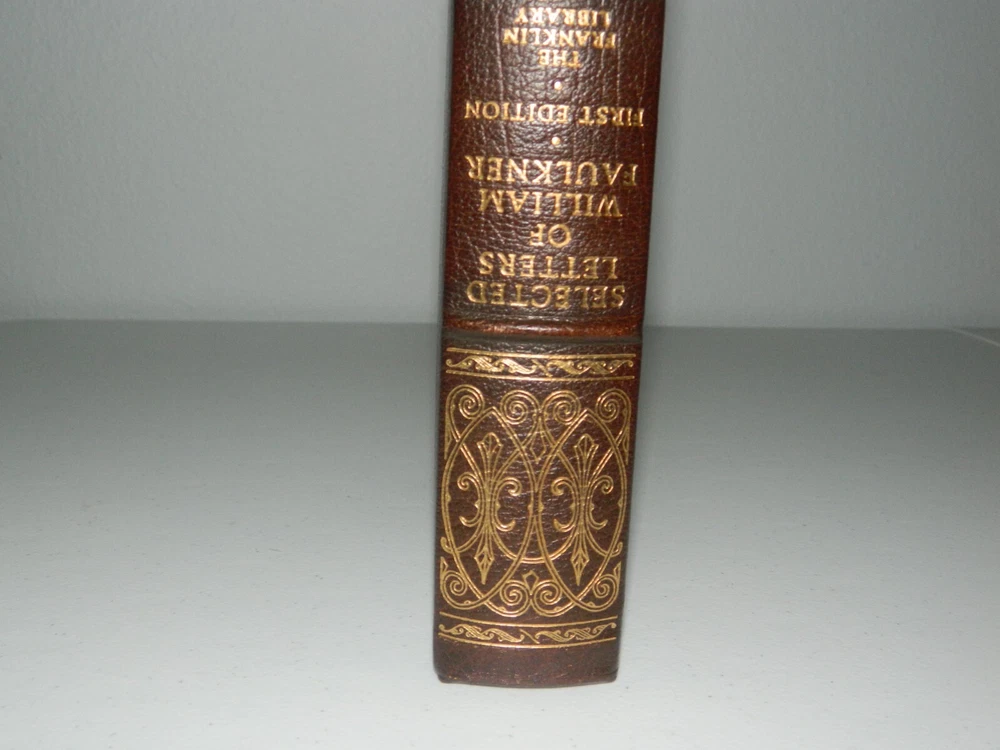 SELECTED
LETTERS
OF
WILLIAM
FAULKNER
FIRST EDITION
THE
FRANKLIN
LIBRARY